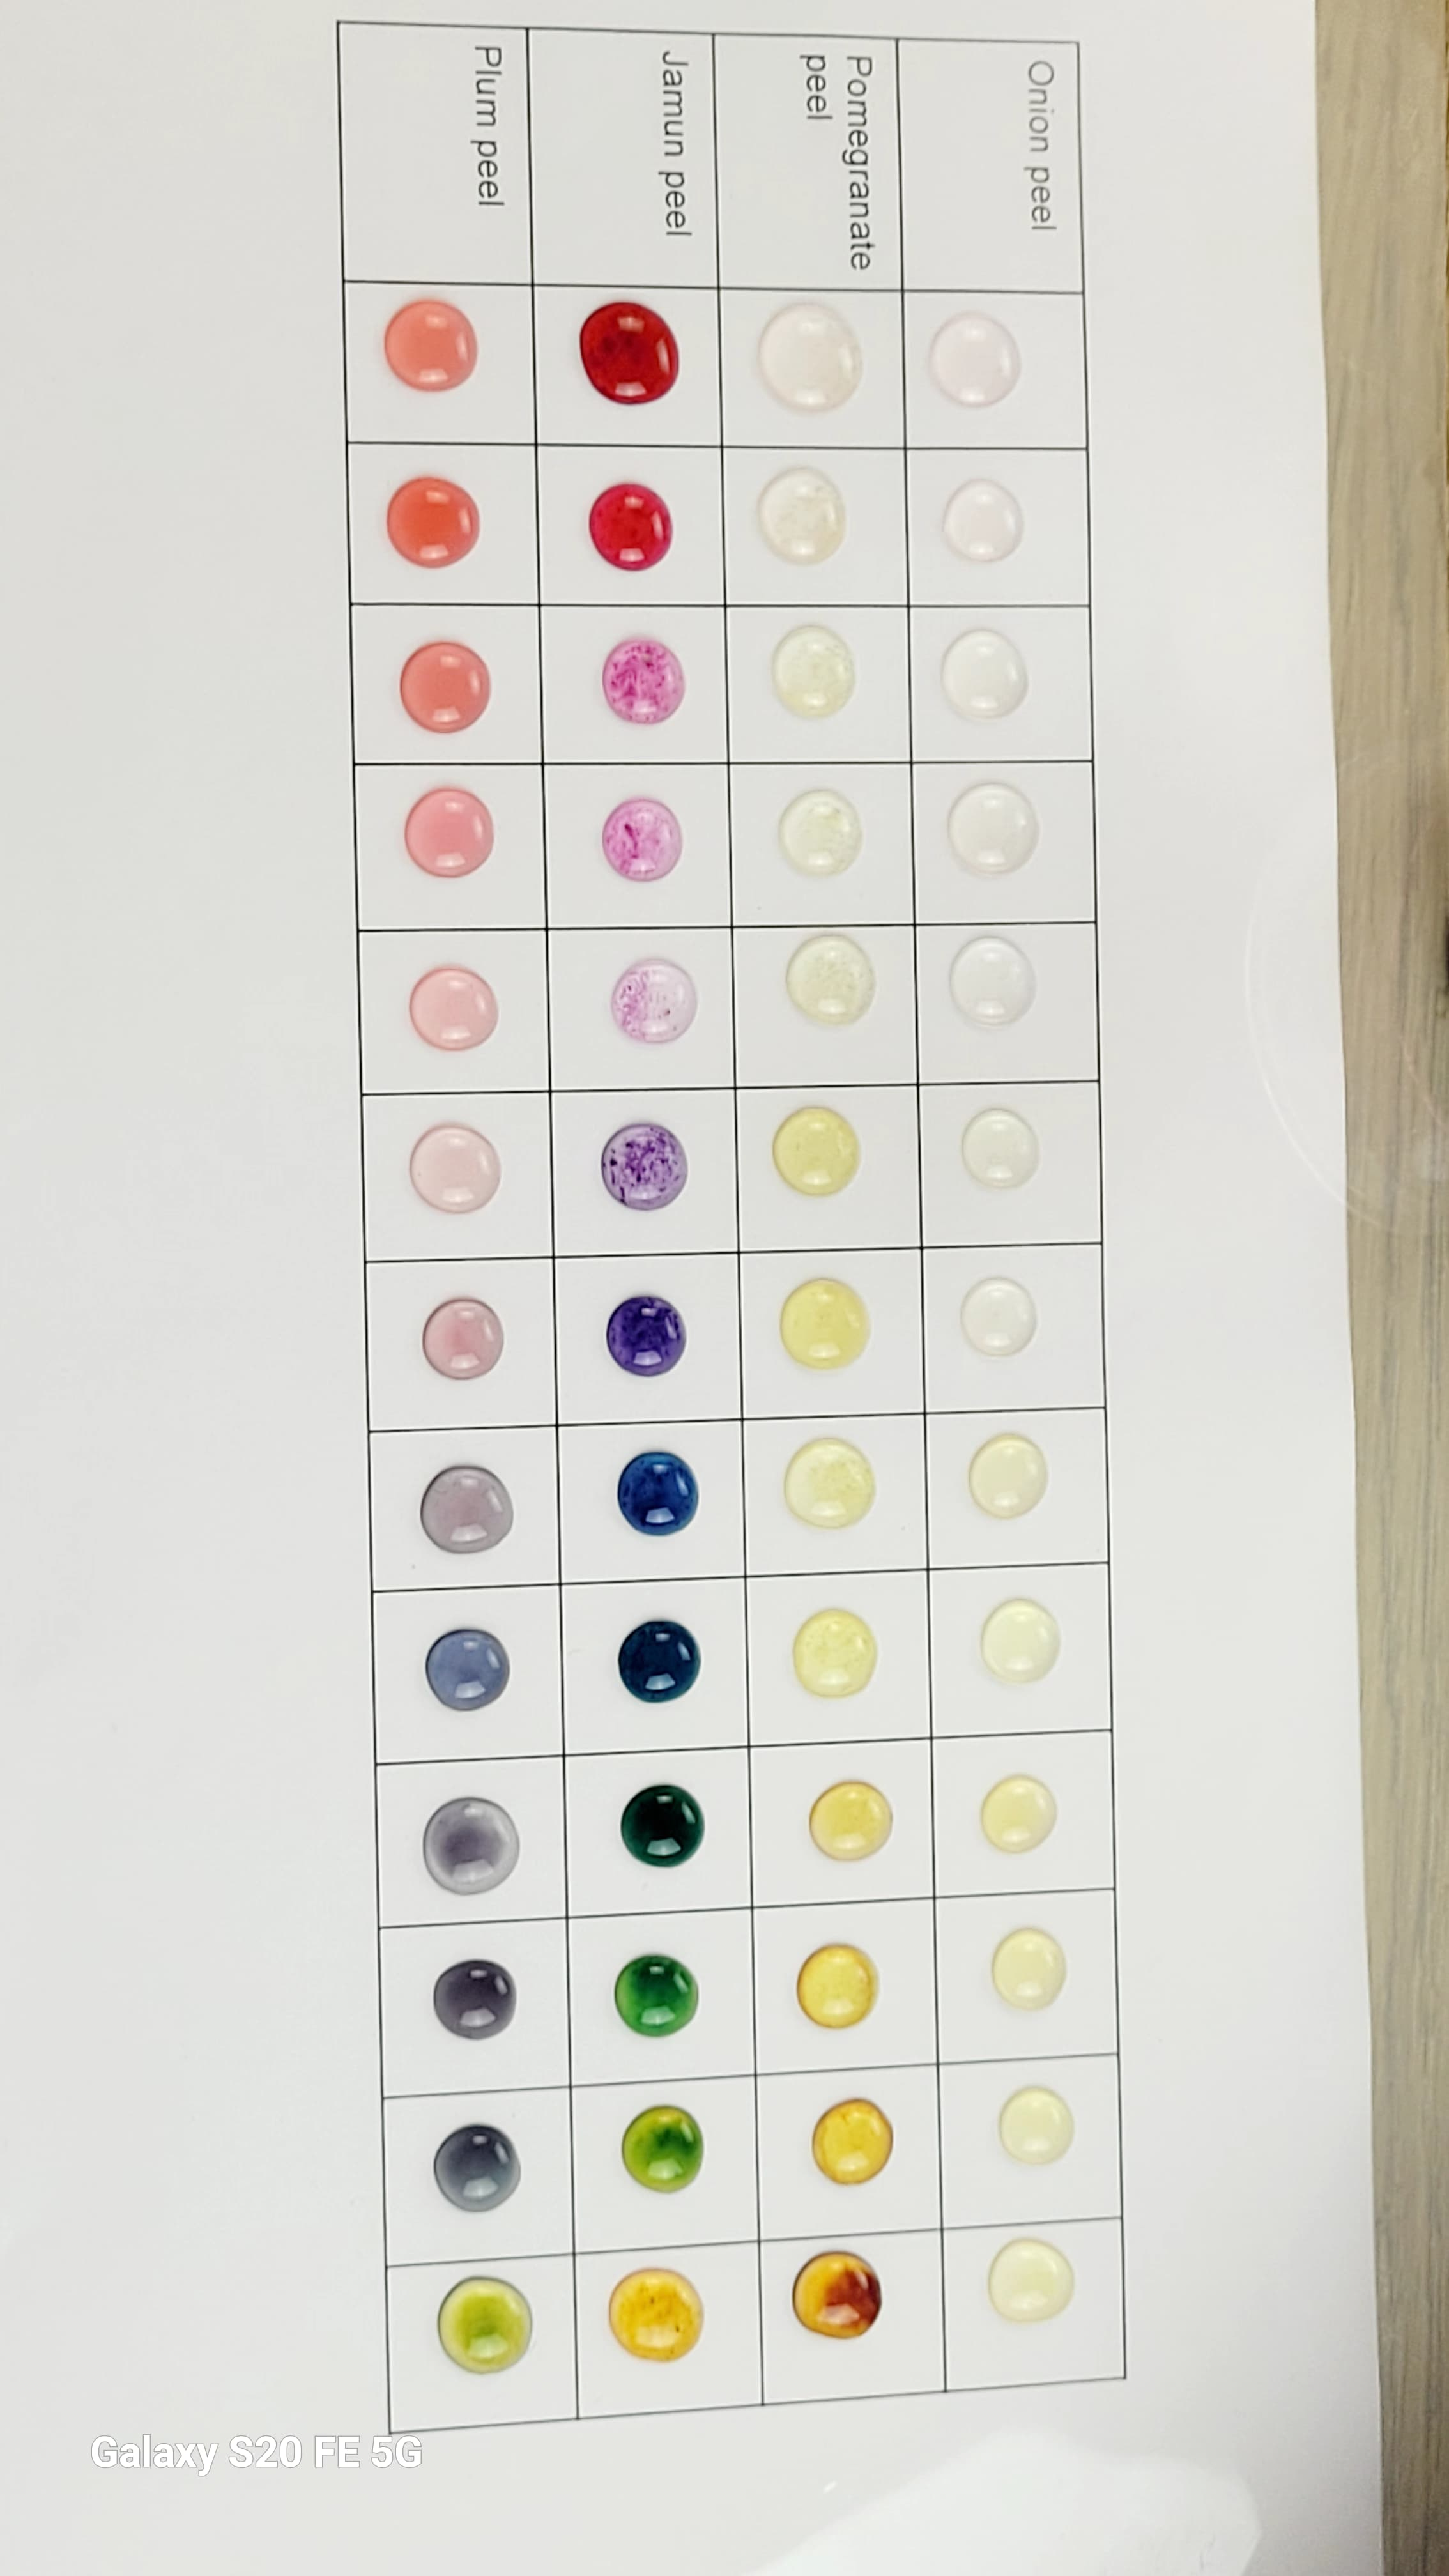 Onion peel
Pomegranate
peel
Jamun peel
Plum peel
Galaxy S20 FE 5G